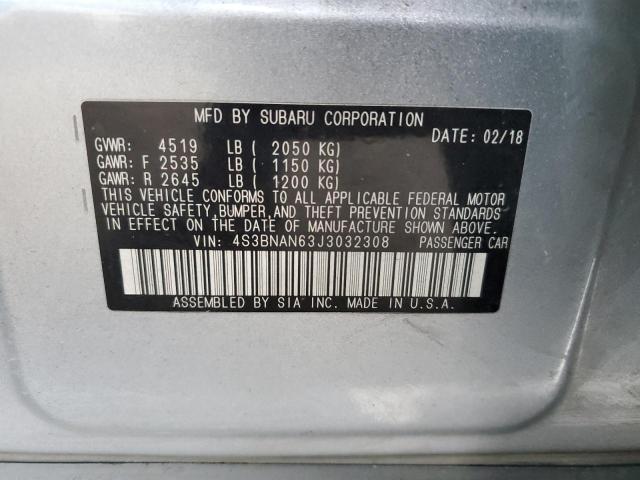 MFD BY SUBARU CORPORATION
DATE: 02/18
GVWR: 4519 LB ( 2050 KG)
GAWR: F 2535 LB ( 1150 KG)
GAWR: R 2645 LB ( 1200 KG)
THIS VEHICLE CONFORMS TO ALL APPLICABLE FEDERAL MOTOR
VEHICLE SAFETY, BUMPER, AND THEFT PREVENTION STANDARDS
IN EFFECT ON THE DATE OF MANUFACTURE SHOWN ABOVE.
VIN: 4S3BNAN63J3032308 PASSENGER CAR
ASSEMBLED BY SIA INC. MADE IN U.S.A.